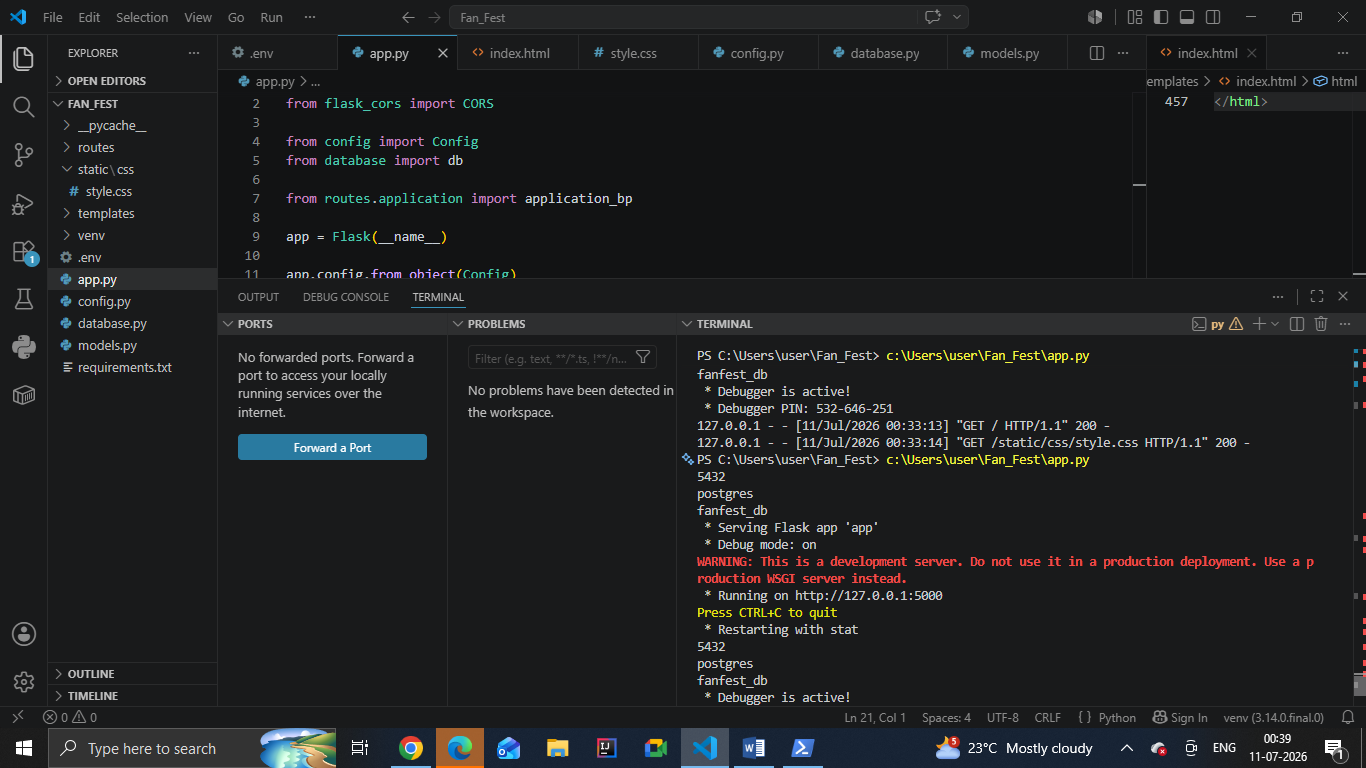 File Edit Selection View Go Run ··· Fan_Fest
EXPLORER ···
OPEN EDITORS
FAN_FEST
__pycache__
routes
static\css
# style.css
templates
venv
.env
app.py
config.py
database.py
models.py
requirements.txt
OUTLINE
TIMELINE
1
.env app.py index.html # style.css config.py database.py models.py ···
app.py > ...
2 from flask_cors import CORS
3
4 from config import Config
5 from database import db
6
7 from routes.application import application_bp
8
9 app = Flask(__name__)
10
11 app.config.from_object(Config)
index.html ···
emplates > index.html > html
457 </html>
OUTPUT DEBUG CONSOLE TERMINAL ···
PORTS
No forwarded ports. Forward a
port to access your locally
running services over the
internet.
Forward a Port
PROBLEMS
Filter (e.g. text, **/*.ts, !**/n...
No problems have been detected in
the workspace.
TERMINAL py ···
PS C:\Users\user\Fan_Fest> c:\Users\user\Fan_Fest\app.py
fanfest_db
* Debugger is active!
* Debugger PIN: 532-646-251
127.0.0.1 - - [11/Jul/2026 00:33:13] "GET / HTTP/1.1" 200 -
127.0.0.1 - - [11/Jul/2026 00:33:14] "GET /static/css/style.css HTTP/1.1" 200 -
PS C:\Users\user\Fan_Fest> c:\Users\user\Fan_Fest\app.py
5432
postgres
fanfest_db
* Serving Flask app 'app'
* Debug mode: on
WARNING: This is a development server. Do not use it in a production deployment. Use a p
roduction WSGI server instead.
* Running on http://127.0.0.1:5000
Press CTRL+C to quit
* Restarting with stat
5432
postgres
fanfest_db
* Debugger is active!
0 0 Ln 21, Col 1 Spaces: 4 UTF-8 CRLF { } Python Sign In venv (3.14.0.final.0)
Type here to search
5 23°C Mostly cloudy ENG 00:39
11-07-2026 1